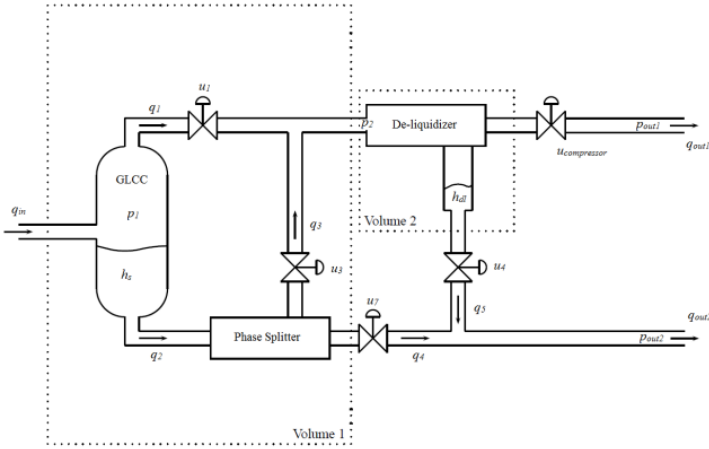 u1
q1
p2
De-liquidizer
pout1
qout1
ucompressor
GLCC
qin
p1
hdl
Volume 2
q3
hs
u3
u4
u7
q5
qout
Phase Splitter
q2
q4
pout2
Volume 1